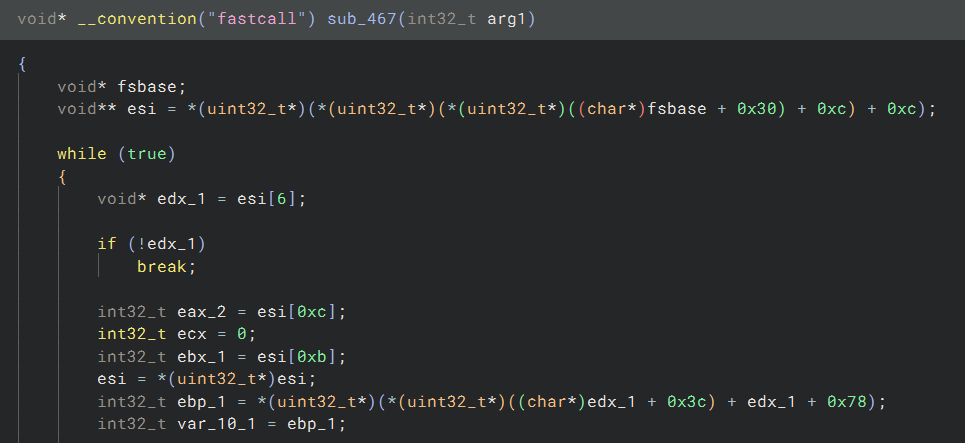 void* __convention("fastcall") sub_467(int32_t arg1)
{
void* fsbase;
void** esi = *(uint32_t*)(*(uint32_t*)(*(uint32_t*)((char*)fsbase + 0x30) + 0xc) + 0xc);
while (true)
{
void* edx_1 = esi[6];
if (!edx_1)
break;
int32_t eax_2 = esi[0xc];
int32_t ecx = 0;
int32_t ebx_1 = esi[0xb];
esi = *(uint32_t*)esi;
int32_t ebp_1 = *(uint32_t*)(*(uint32_t*)((char*)edx_1 + 0x3c) + edx_1 + 0x78);
int32_t var_10_1 = ebp_1;